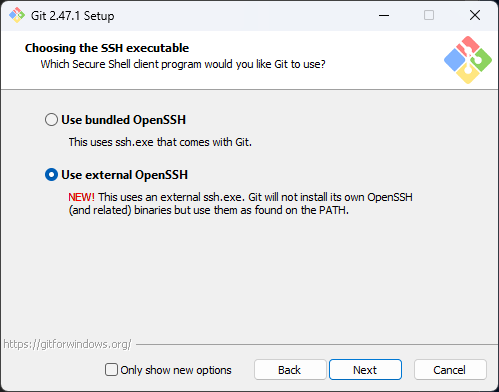 Git 2.47.1 Setup
Choosing the SSH executable
Which Secure Shell client program would you like Git to use?
Use bundled OpenSSH
This uses ssh.exe that comes with Git.
Use external OpenSSH
NEW! This uses an external ssh.exe. Git will not install its own OpenSSH
(and related) binaries but use them as found on the PATH.
https://gitforwindows.org/
Only show new options
Back
Next
Cancel